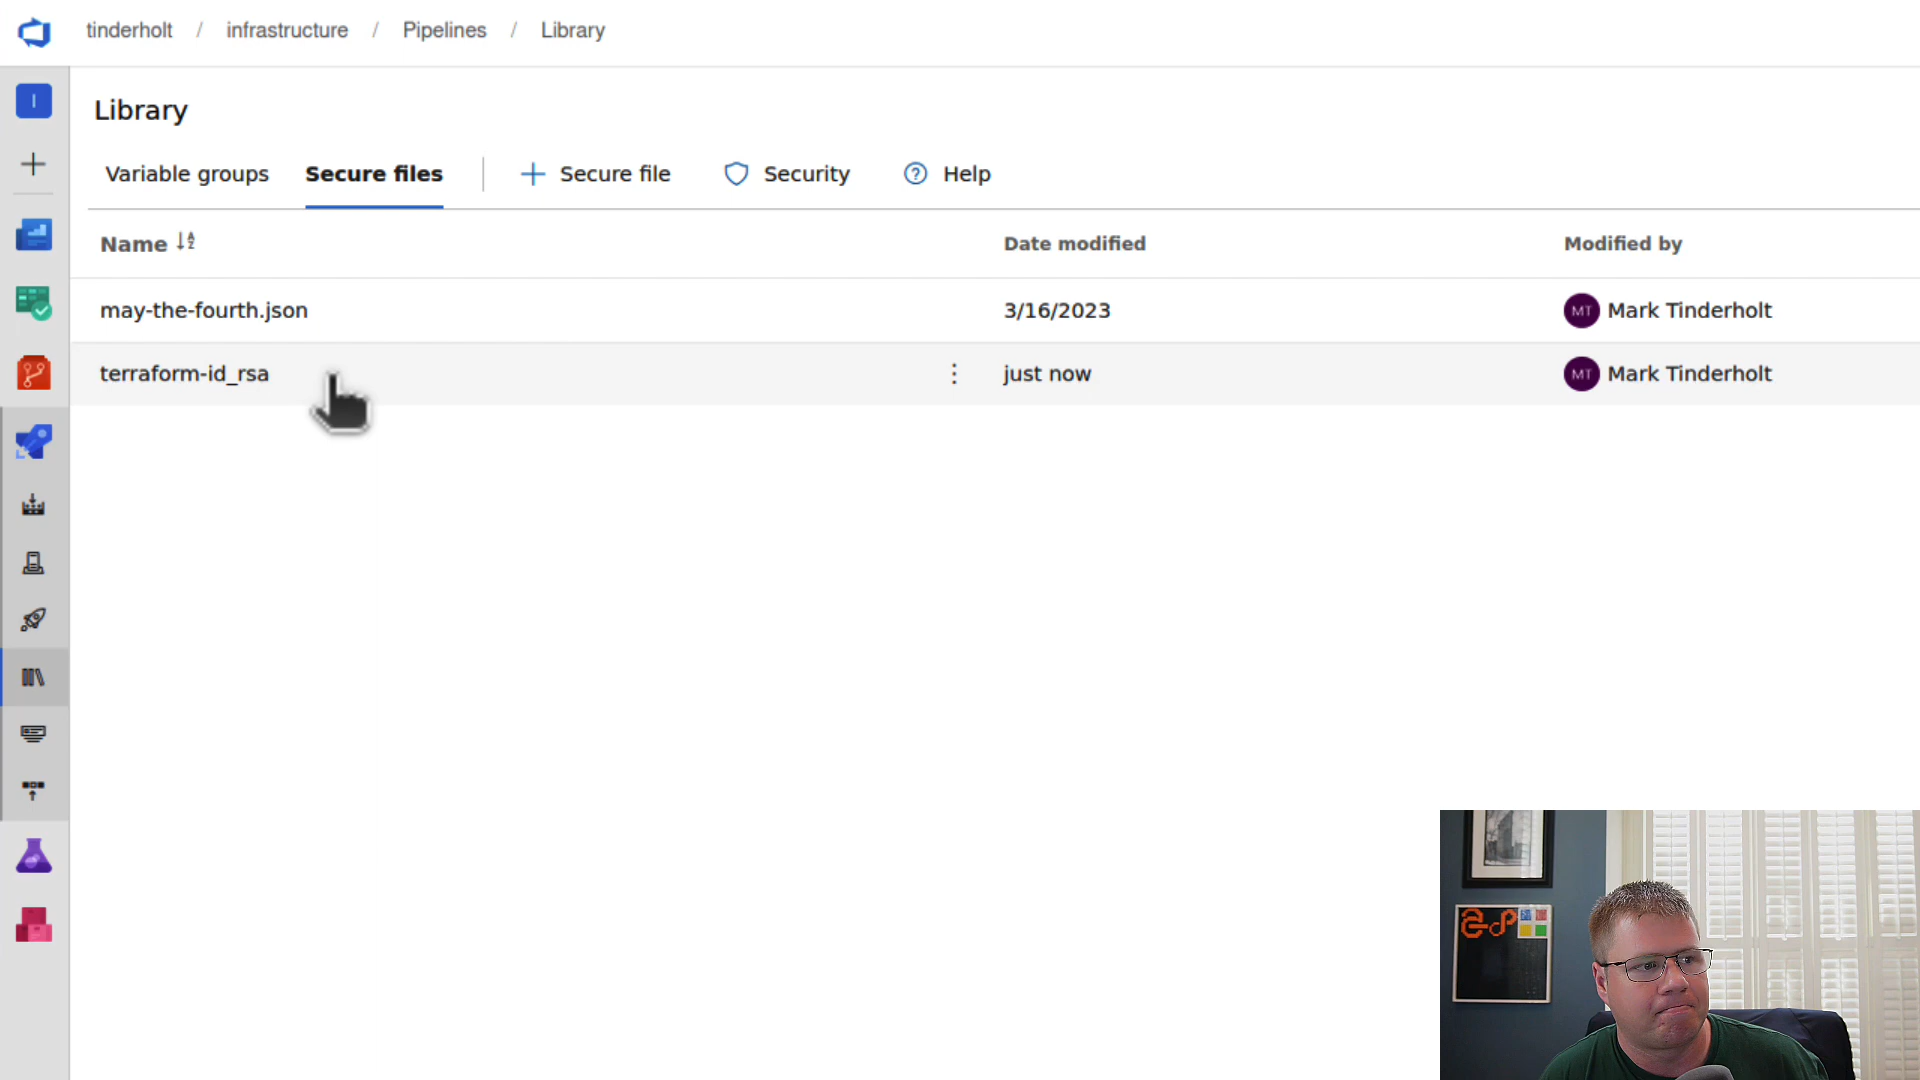 tinderholt / infrastructure / Pipelines / Library
I
Library
Variable groups Secure files + Secure file Security ? Help
Name Date modified Modified by
may-the-fourth.json 3/16/2023 MT Mark Tinderholt
terraform-id_rsa just now MT Mark Tinderholt